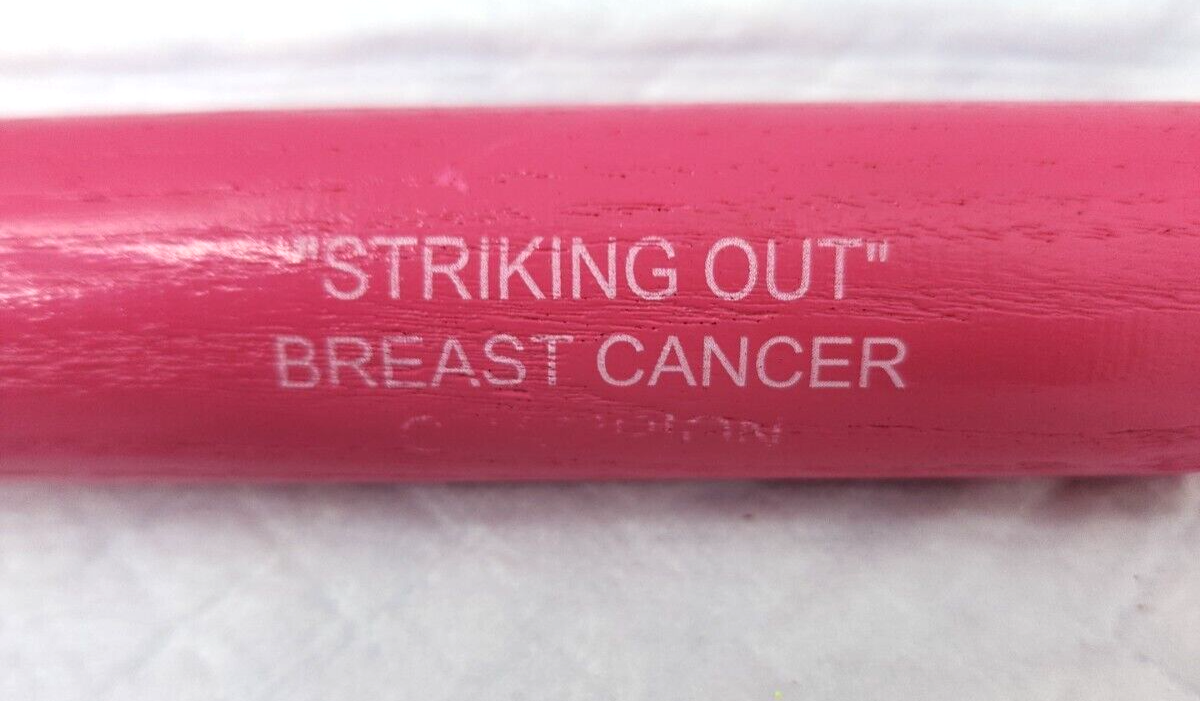 "STRIKING OUT"
BREAST CANCER